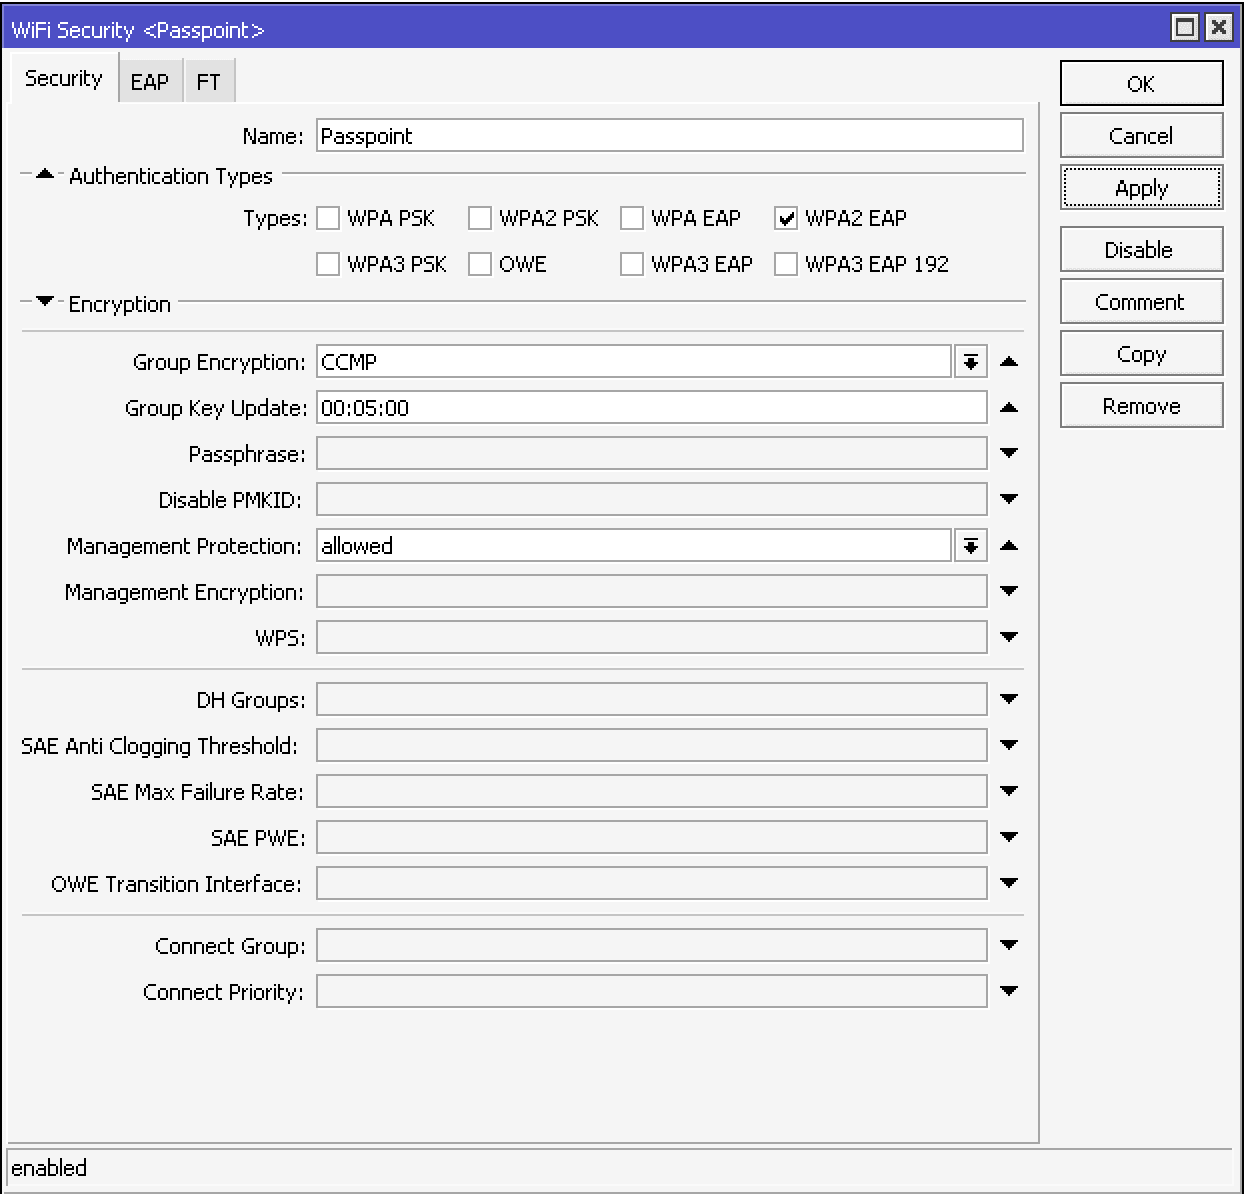 WiFi Security <Passpoint>
Security EAP FT
Name: Passpoint
Authentication Types
Types: WPA PSK WPA2 PSK WPA EAP WPA2 EAP
WPA3 PSK OWE WPA3 EAP WPA3 EAP 192
Encryption
Group Encryption: CCMP
Group Key Update: 00:05:00
Passphrase:
Disable PMKID:
Management Protection: allowed
Management Encryption:
WPS:
DH Groups:
SAE Anti Clogging Threshold:
SAE Max Failure Rate:
SAE PWE:
OWE Transition Interface:
Connect Group:
Connect Priority:
OK
Cancel
Apply
Disable
Comment
Copy
Remove
enabled